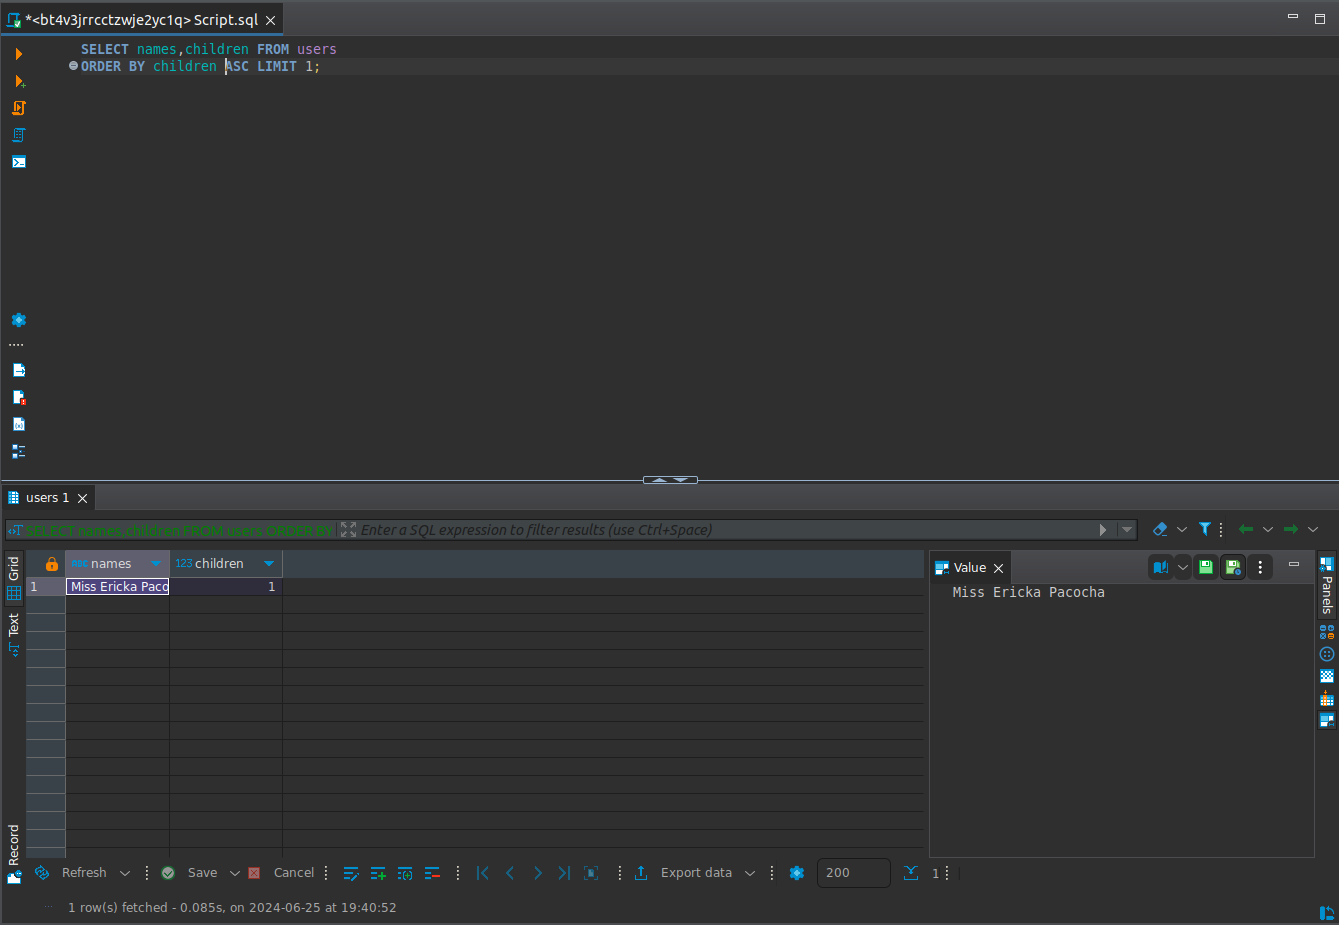 *<bt4v3jrrcctzwje2yc1q> Script.sql
SELECT names,children FROM users
ORDER BY children ASC LIMIT 1;
users 1
SELECT names,children FROM users ORDER BY
Enter a SQL expression to filter results (use Ctrl+Space)
Grid
Text
Record
names
123 children
1
Miss Ericka Paco
1
Value
Miss Ericka Pacocha
Panels
Refresh
Save
Cancel
Export data
200
1
1 row(s) fetched - 0.085s, on 2024-06-25 at 19:40:52